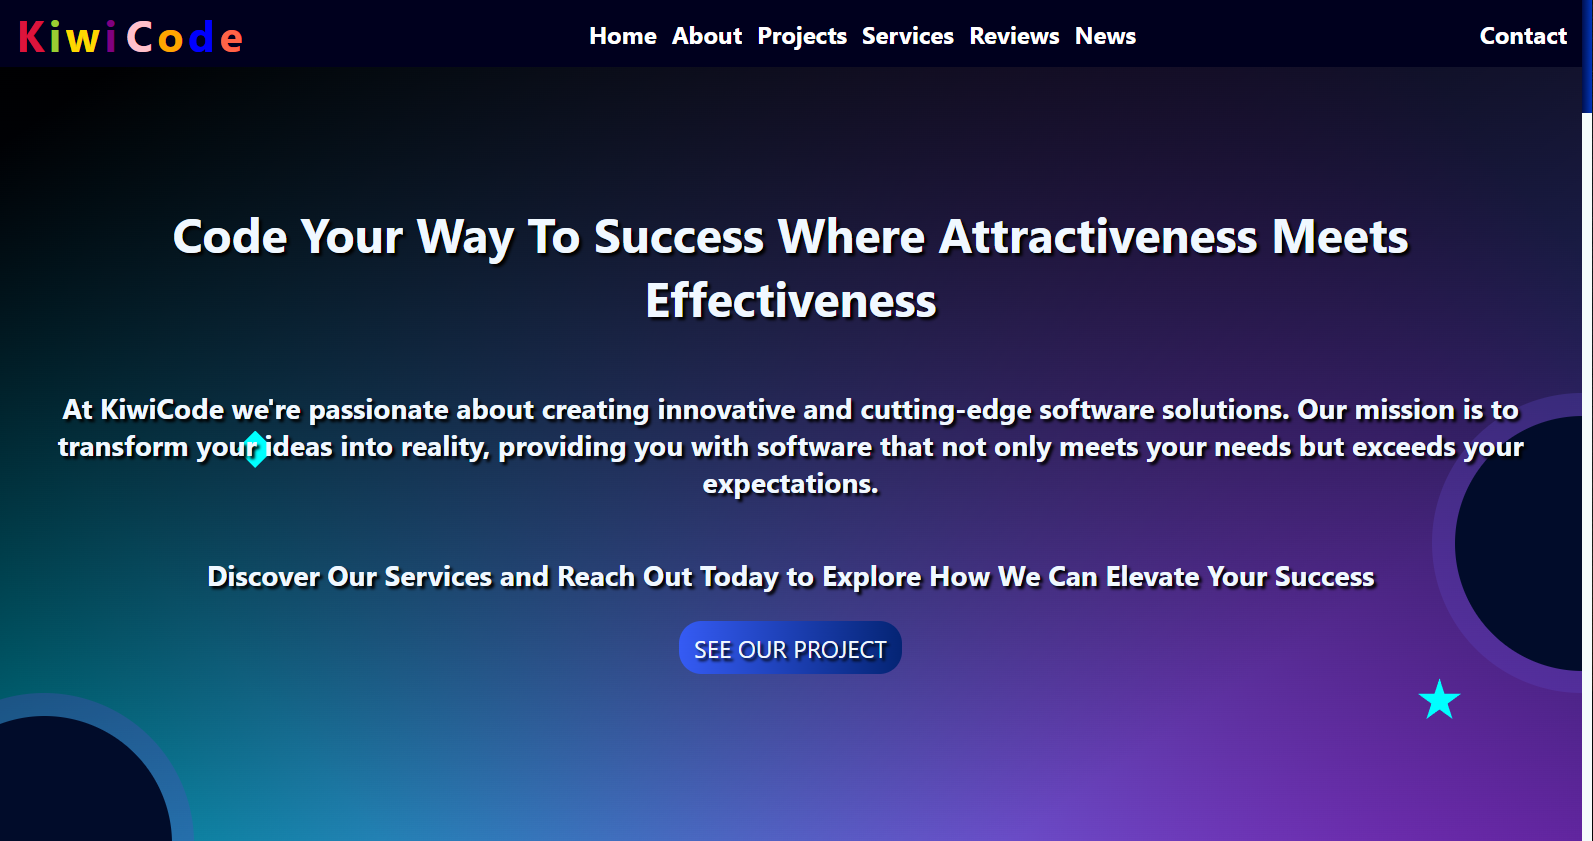 KiwiCode Home About Projects Services Reviews News Contact
Code Your Way To Success Where Attractiveness Meets
Effectiveness
At KiwiCode we're passionate about creating innovative and cutting-edge software solutions. Our mission is to
transform your ideas into reality, providing you with software that not only meets your needs but exceeds your
expectations.
Discover Our Services and Reach Out Today to Explore How We Can Elevate Your Success
SEE OUR PROJECT